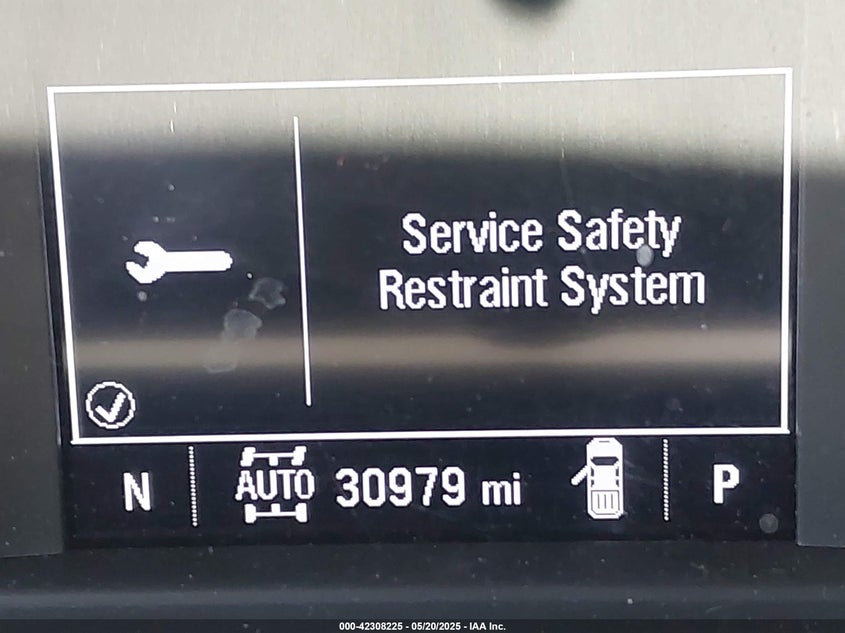 Service Safety
Restraint System
N AUTO 30979 mi P
000-42308225 - 05/20/2025 - IAA Inc.